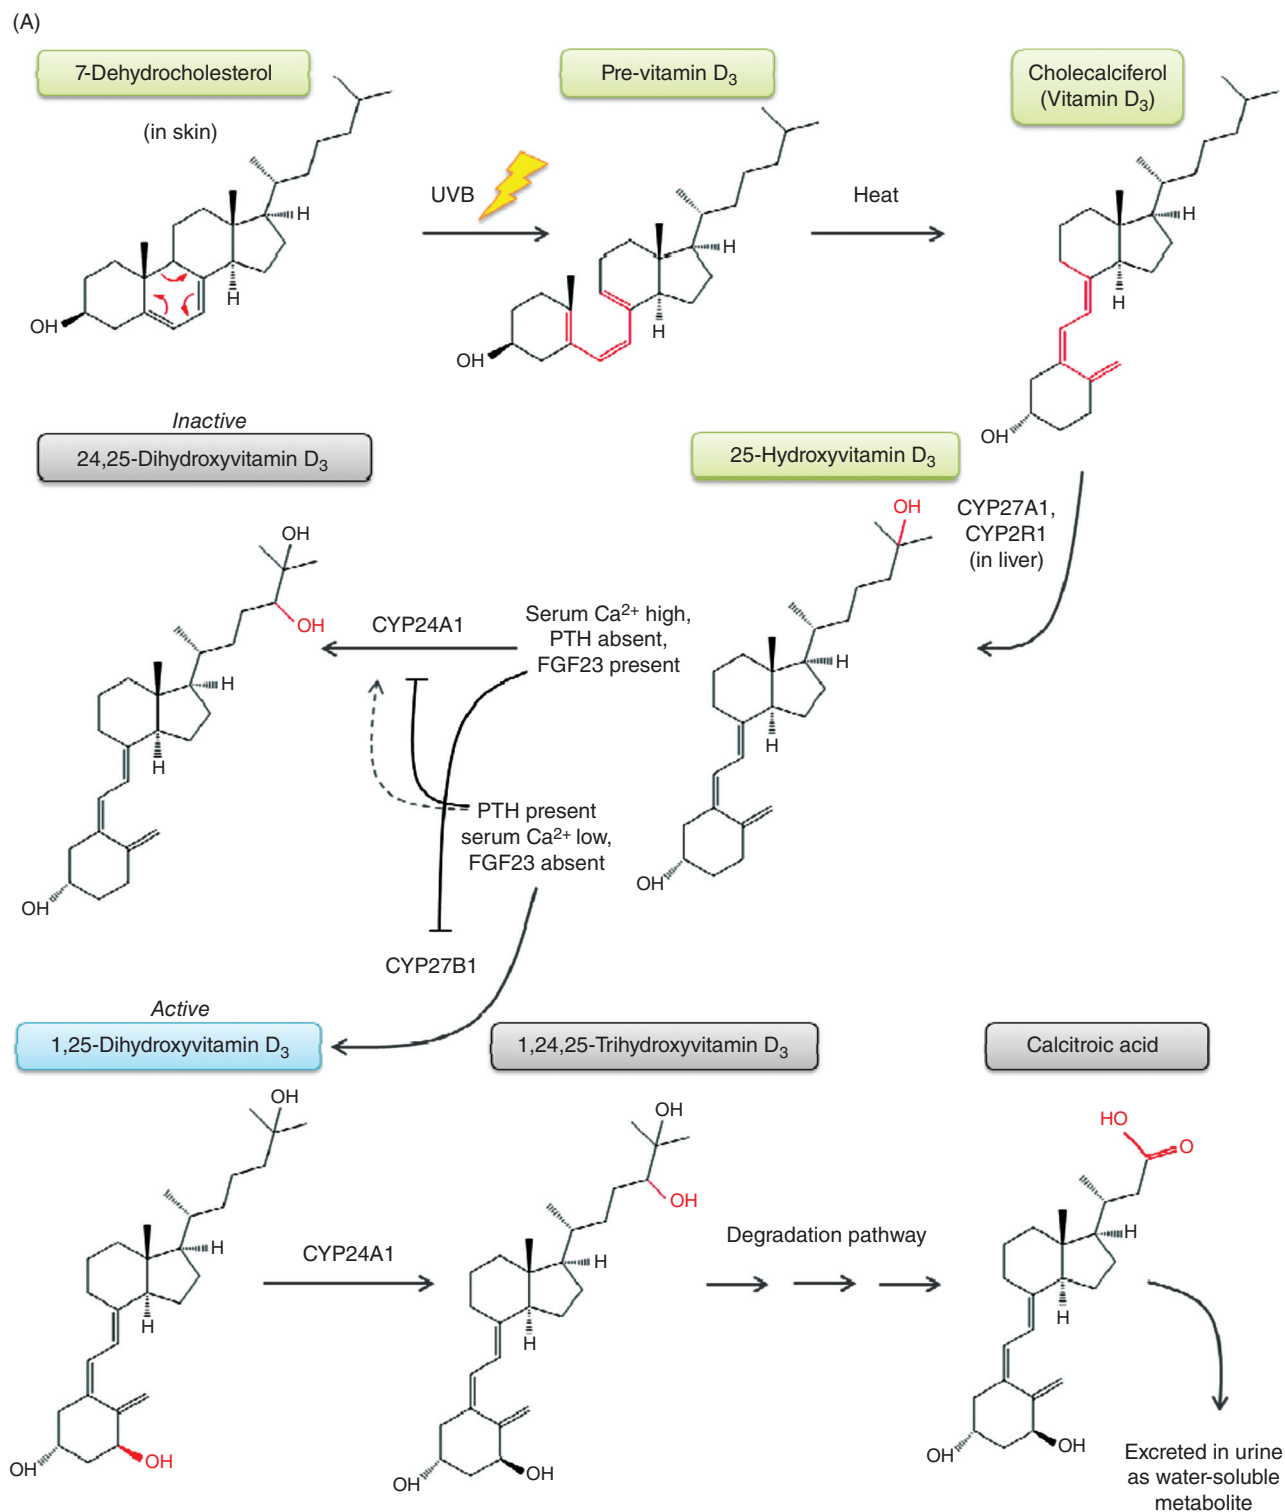 (A)
7-Dehydrocholesterol
(in skin)
H
H
OH
UVB
Pre-vitamin D₃
H
H
OH
Heat
Cholecalciferol
(Vitamin D₃)
H
H
OH
Inactive
24,25-Dihydroxyvitamin D₃
OH
OH
H
H
OH
CYP24A1
Serum Ca²⁺ high,
PTH absent,
FGF23 present
PTH present
serum Ca²⁺ low,
FGF23 absent
CYP27B1
25-Hydroxyvitamin D₃
OH
H
H
OH
CYP27A1,
CYP2R1
(in liver)
Active
1,25-Dihydroxyvitamin D₃
OH
H
H
OH
OH
CYP24A1
1,24,25-Trihydroxyvitamin D₃
OH
OH
H
H
OH
OH
Degradation pathway
Calcitroic acid
HO
O
H
H
OH
OH
Excreted in urine
as water-soluble
metabolite